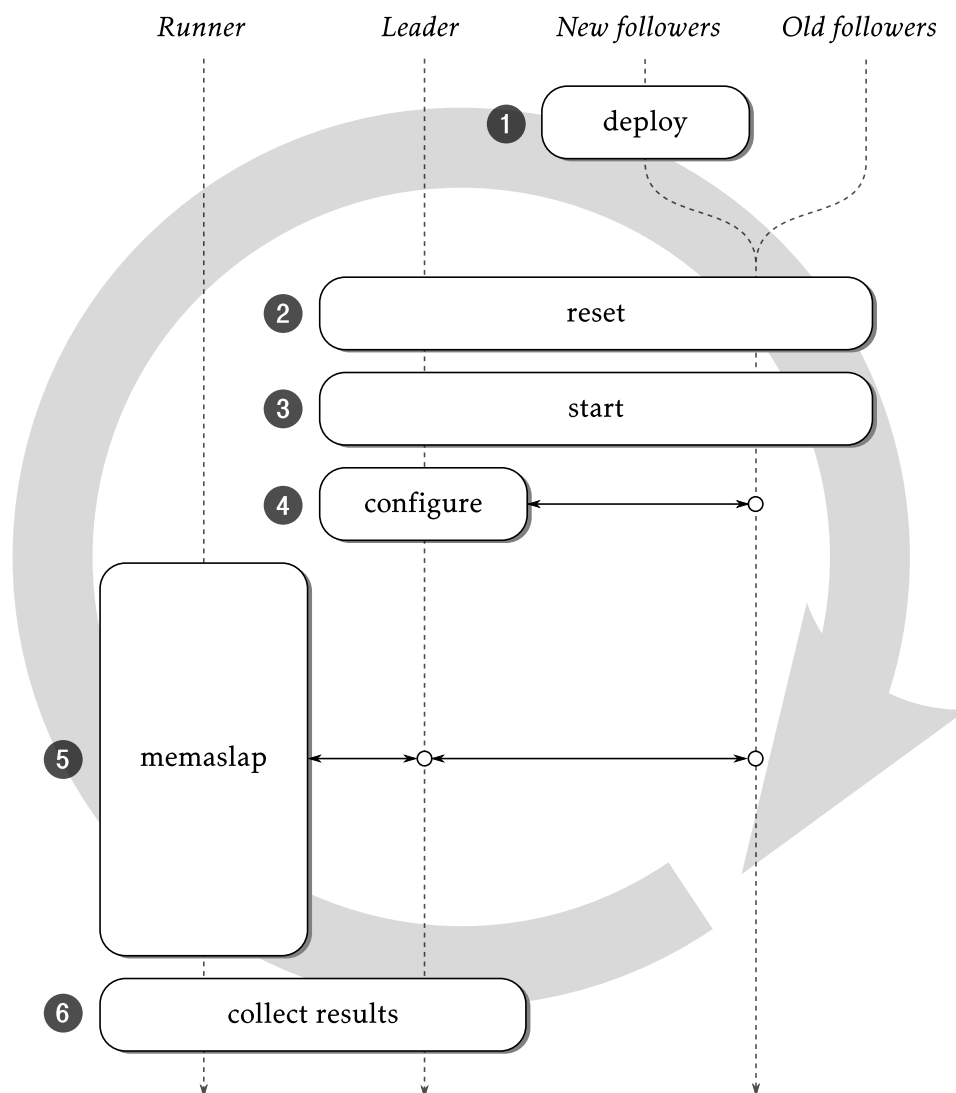 Runner Leader New followers Old followers
1 deploy
2 reset
3 start
4 configure
5 memaslap
6 collect results